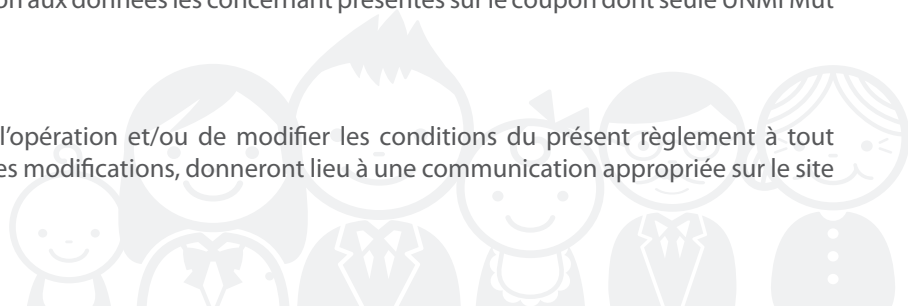 on aux données les concernant présentes sur le coupon dont seule UNMI Mut
l’opération et/ou de modifier les conditions du présent règlement à tout
es modifications, donneront lieu à une communication appropriée sur le site